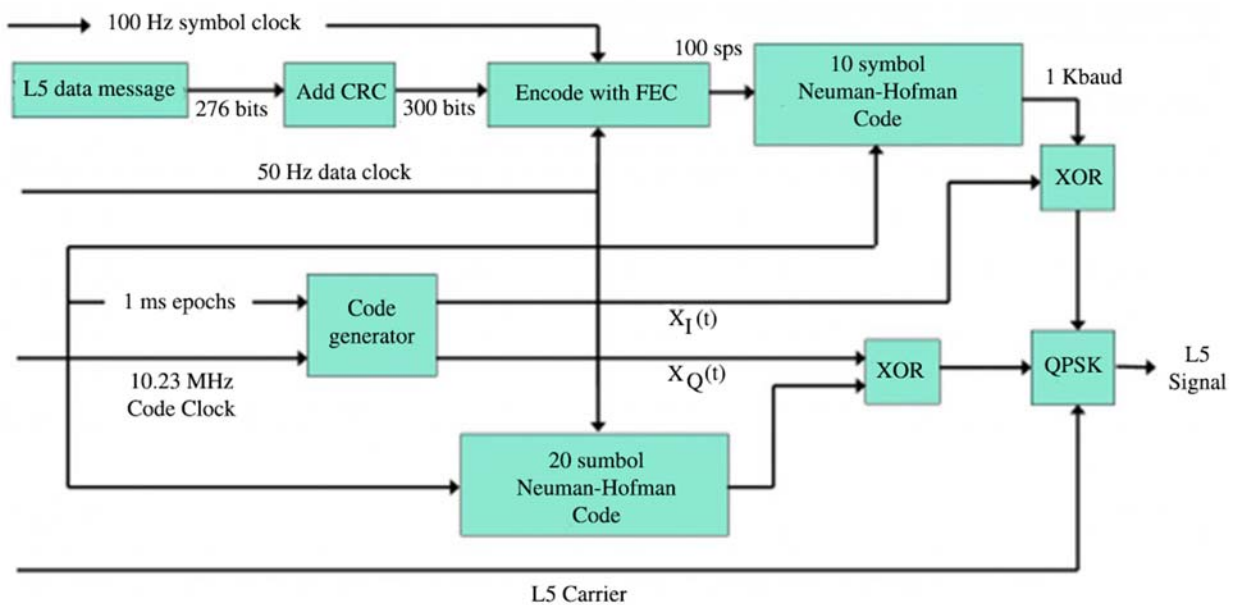 100 Hz symbol clock
L5 data message
276 bits
Add CRC
300 bits
Encode with FEC
100 sps
10 symbol
Neuman-Hofman
Code
1 Kbaud
XOR
50 Hz data clock
1 ms epochs
Code
generator
X_I(t)
X_Q(t)
10.23 MHz
Code Clock
XOR
QPSK
L5
Signal
20 sumbol
Neuman-Hofman
Code
L5 Carrier